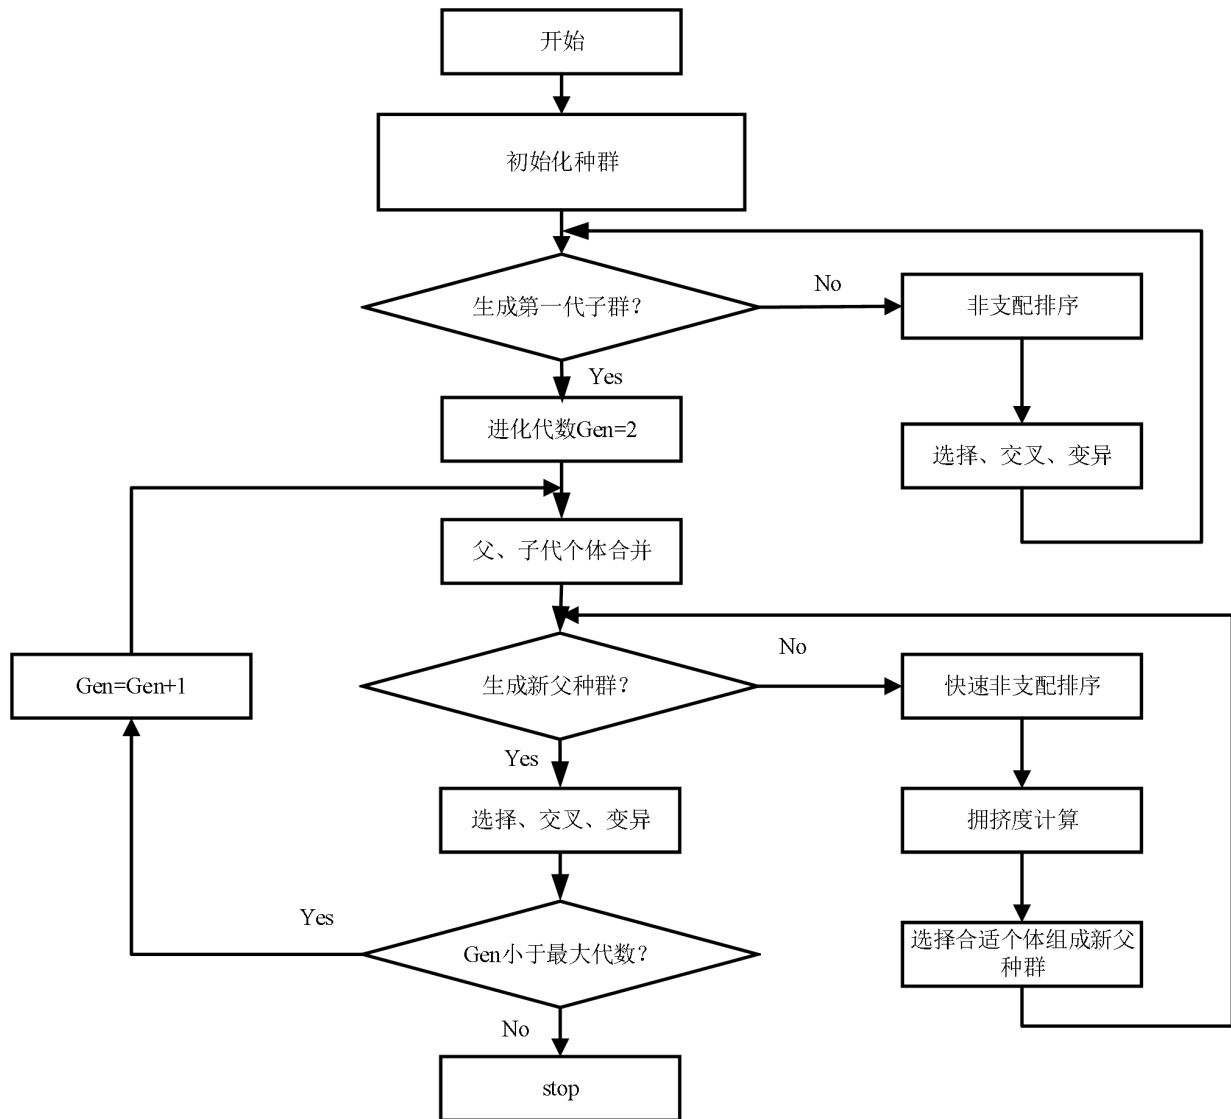 开始
初始化种群
生成第一代子群?
No
非支配排序
Yes
进化代数Gen=2
选择、交叉、变异
父、子代个体合并
生成新父种群?
No
快速非支配排序
Gen=Gen+1
Yes
选择、交叉、变异
拥挤度计算
Yes
Gen小于最大代数?
选择合适个体组成新父
种群
No
stop